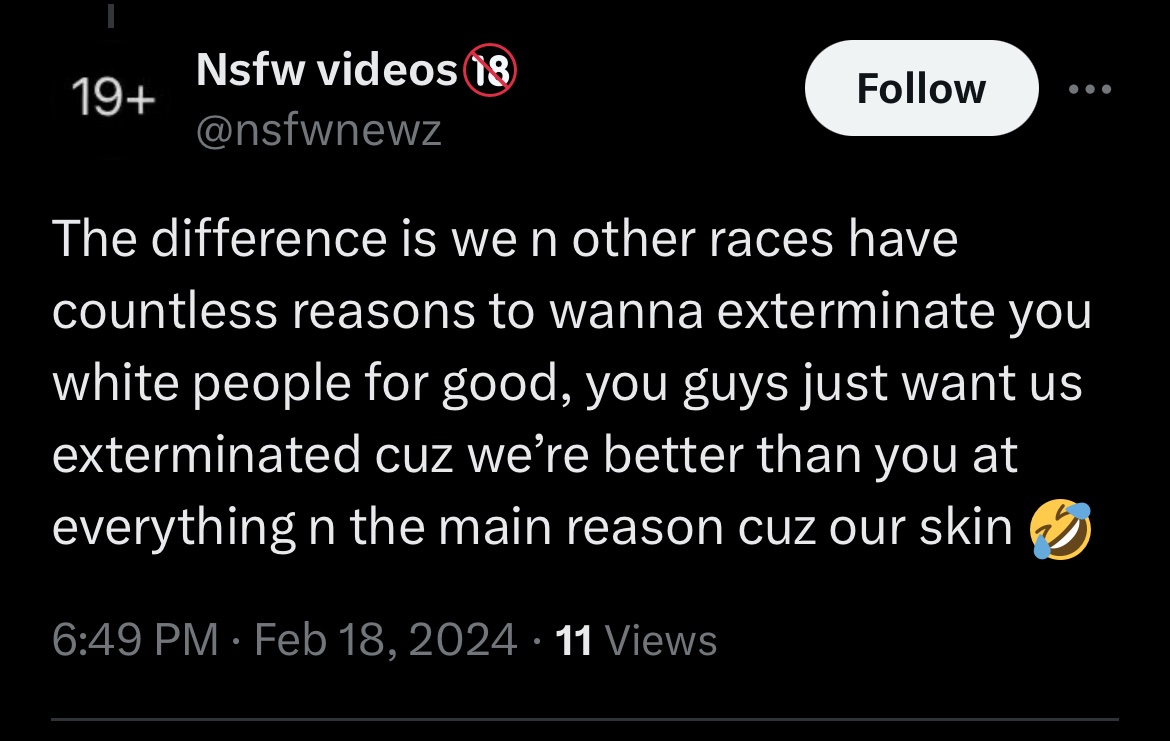 19+
Nsfw videos🔞
@nsfwnewz
Follow
The difference is we n other races have
countless reasons to wanna exterminate you
white people for good, you guys just want us
exterminated cuz we’re better than you at
everything n the main reason cuz our skin 🤣
6:49 PM · Feb 18, 2024 · 11 Views